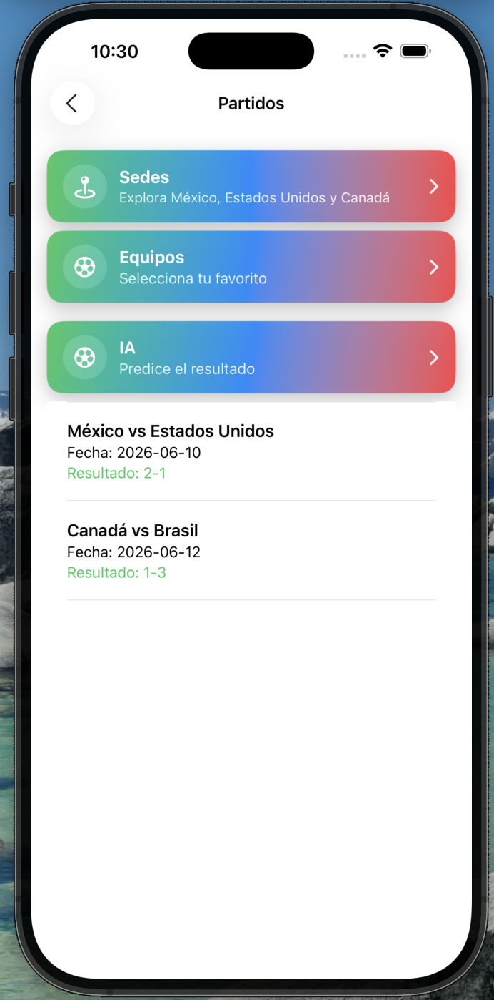 10:30
Partidos
Sedes
Explora México, Estados Unidos y Canadá
Equipos
Selecciona tu favorito
IA
Predice el resultado
México vs Estados Unidos
Fecha: 2026-06-10
Resultado: 2-1
Canadá vs Brasil
Fecha: 2026-06-12
Resultado: 1-3